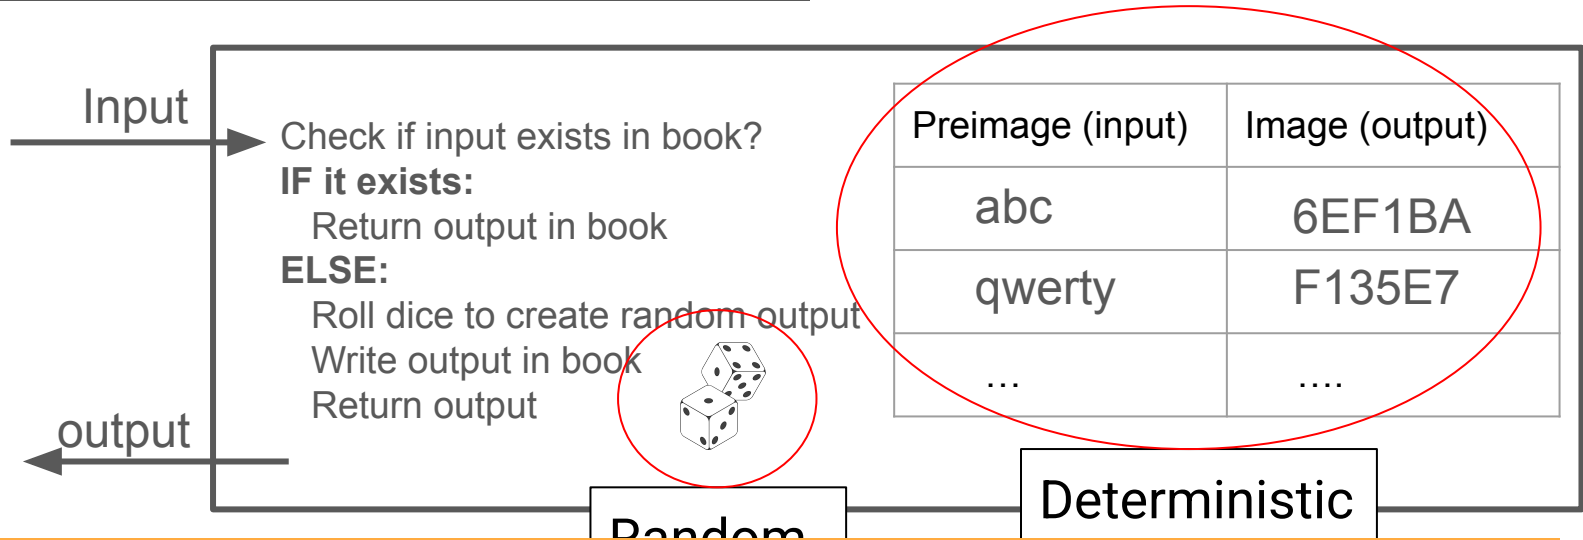 Input
Check if input exists in book?
IF it exists:
Return output in book
ELSE:
Roll dice to create random output
Write output in book
Return output
output
Preimage (input) Image (output)
abc 6EF1BA
qwerty F135E7
… ….
Random
Deterministic